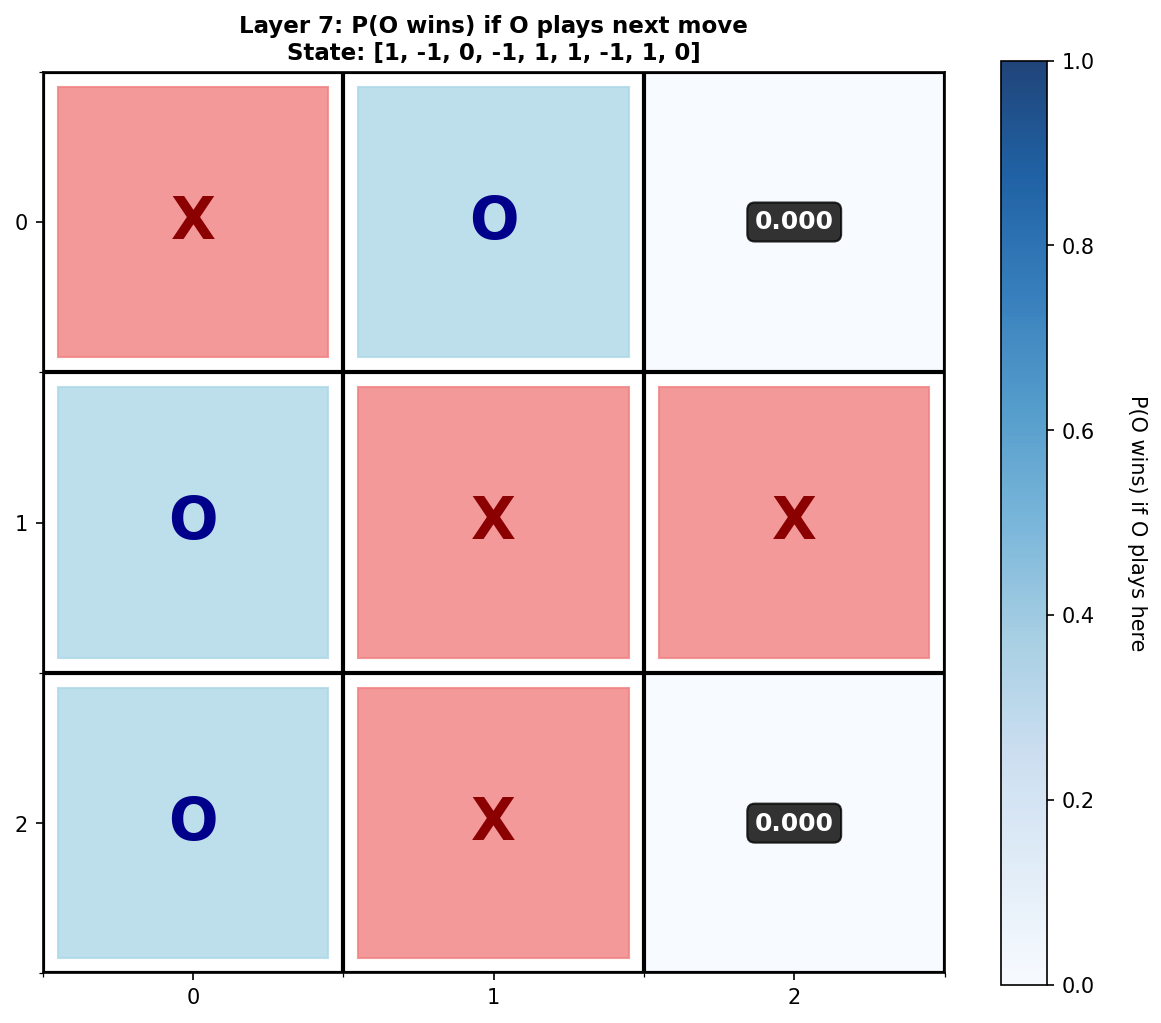 Layer 7: P(O wins) if O plays next move
State: [1, -1, 0, -1, 1, 1, -1, 1, 0]
X
O
0.000
O
X
X
O
X
0.000
0
1
2
0
1
2
1.0
0.8
0.6
0.4
0.2
0.0
P(O wins) if O plays here